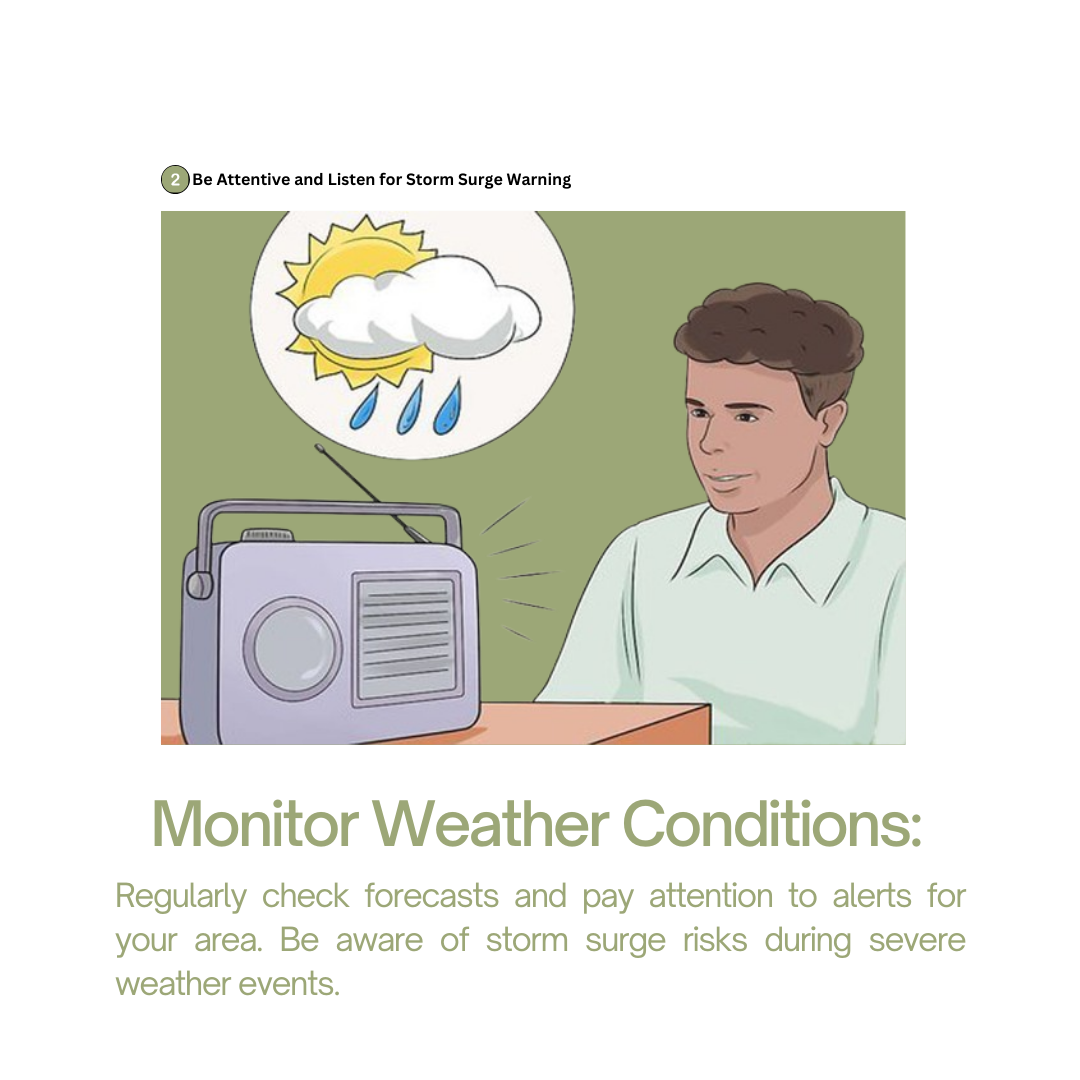 2 Be Attentive and Listen for Storm Surge Warning
Monitor Weather Conditions:
Regularly check forecasts and pay attention to alerts for
your area. Be aware of storm surge risks during severe
weather events.